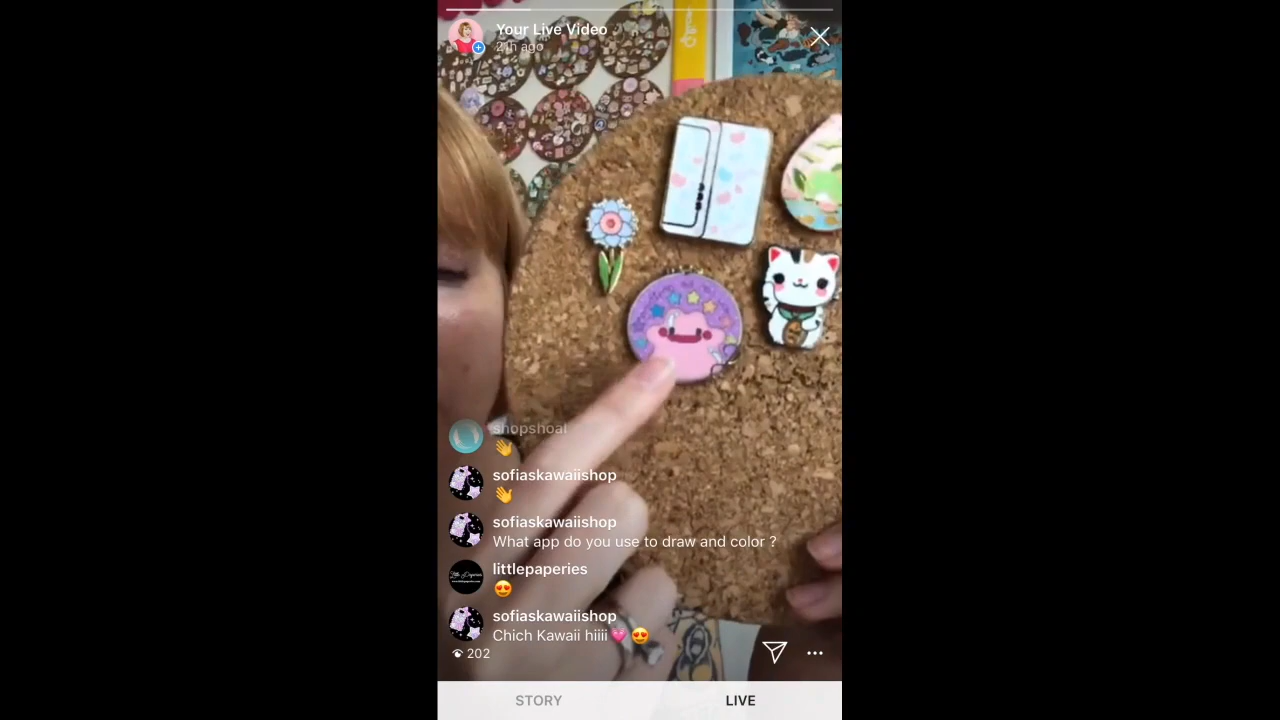 Your Live Video
21h ago
shopshoal
👋
sofiaskawaiishop
👋
sofiaskawaiishop
What app do you use to draw and color ?
littlepaperies
😍
sofiaskawaiishop
Chich Kawaii hiiii 💗😍
202
STORY
LIVE